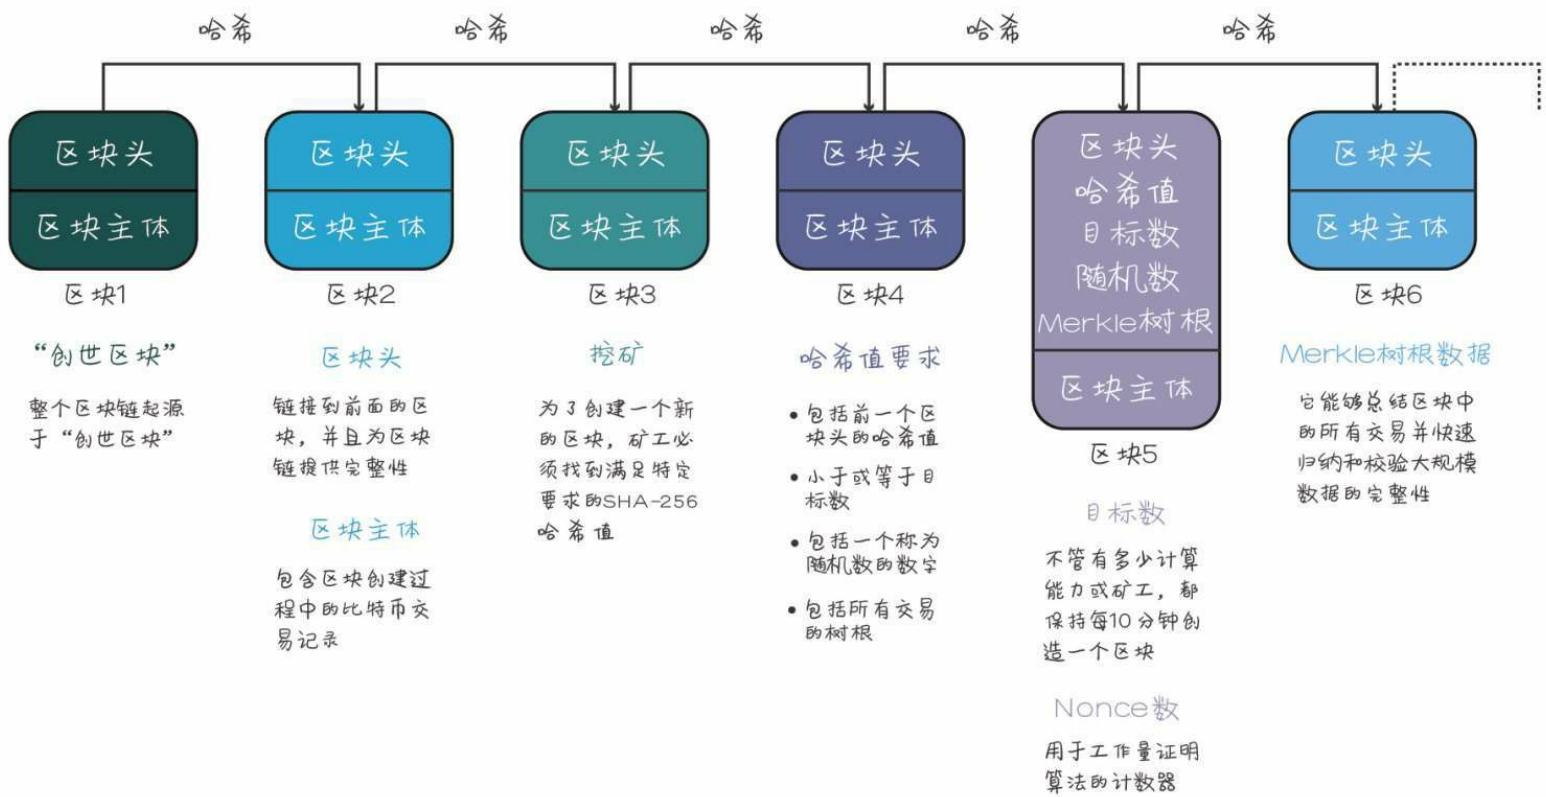 哈希
哈希
哈希
哈希
哈希
区块头
区块主体
区块1
“创世区块”
整个区块链起源
于“创世区块”
区块头
区块主体
区块2
区块头
链接到前面的区
块，并且为区块
链提供完整性
区块主体
包含区块创建过
程中的比特币交
易记录
区块头
区块主体
区块3
挖矿
为了创建一个新
的区块，矿工必
须找到满足特定
要求的SHA-256
哈希值
区块头
区块主体
区块4
哈希值要求
• 包括前一个区
块头的哈希值
• 小于或等于目
标数
• 包括一个称为
随机数的数字
• 包括所有交易
的树根
区块头
哈希值
目标数
随机数
Merkle树根
区块主体
区块5
目标数
不管有多少计算
能力或矿工，都
保持每10分钟创
造一个区块
Nonce数
用于工作量证明
算法的计数器
区块头
区块主体
区块6
Merkle树根数据
它能够总结区块中
的所有交易并快速
归纳和校验大规模
数据的完整性